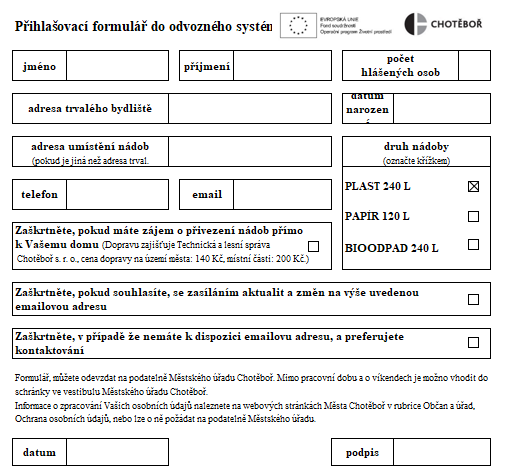 Přihlašovací formulář do odvozného systém
EVROPSKÁ UNIE
Fond soudržnosti
Operační program Životní prostředí
CHOTĚBOŘ
jméno
příjmení
počet
hlášených osob
adresa trvalého bydliště
datum
narozen
í
adresa umístění nádob
(pokud je jiná než adresa trval.
druh nádoby
(označte křížkem)
PLAST 240 L
telefon
email
PAPÍR 120 L
BIOODPAD 240 L
Zaškrtněte, pokud máte zájem o přivezení nádob přímo
k Vašemu domu (Dopravu zajišťuje Technická a lesní správa
Chotěboř s. r. o., cena dopravy na území města: 140 Kč, místní části: 200 Kč.)
Zaškrtněte, pokud souhlasíte, se zasíláním aktualit a změn na výše uvedenou
emailovou adresu
Zaškrtněte, v případě že nemáte k dispozici emailovou adresu, a preferujete
kontaktování
Formulář, můžete odevzdat na podatelně Městského úřadu Chotěboř. Mimo pracovní dobu a o víkendech je možno vhodit do
schránky ve vestibulu Městského úřadu Chotěboř.
Informace o zpracování Vašich osobních údajů naleznete na webových stránkách Města Chotěboř v rubrice Občan a úřad,
Ochrana osobních údajů, nebo lze o ně požádat na podatelně Městského úřadu.
datum
podpis